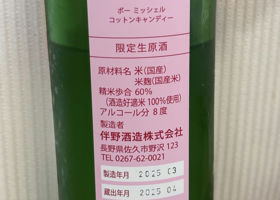 ボー ミッシェル
コットンキャンディー
限定生原酒
原材料名 米(国産)
米麹(国産米)
精米歩合 60%
(酒造好適米 100%使用)
アルコール分 8度
製造者
伴野酒造株式会社
長野県佐久市野沢 123
TEL 0267-62-0021
製造年月 2025 03
蔵出年月 2025 04